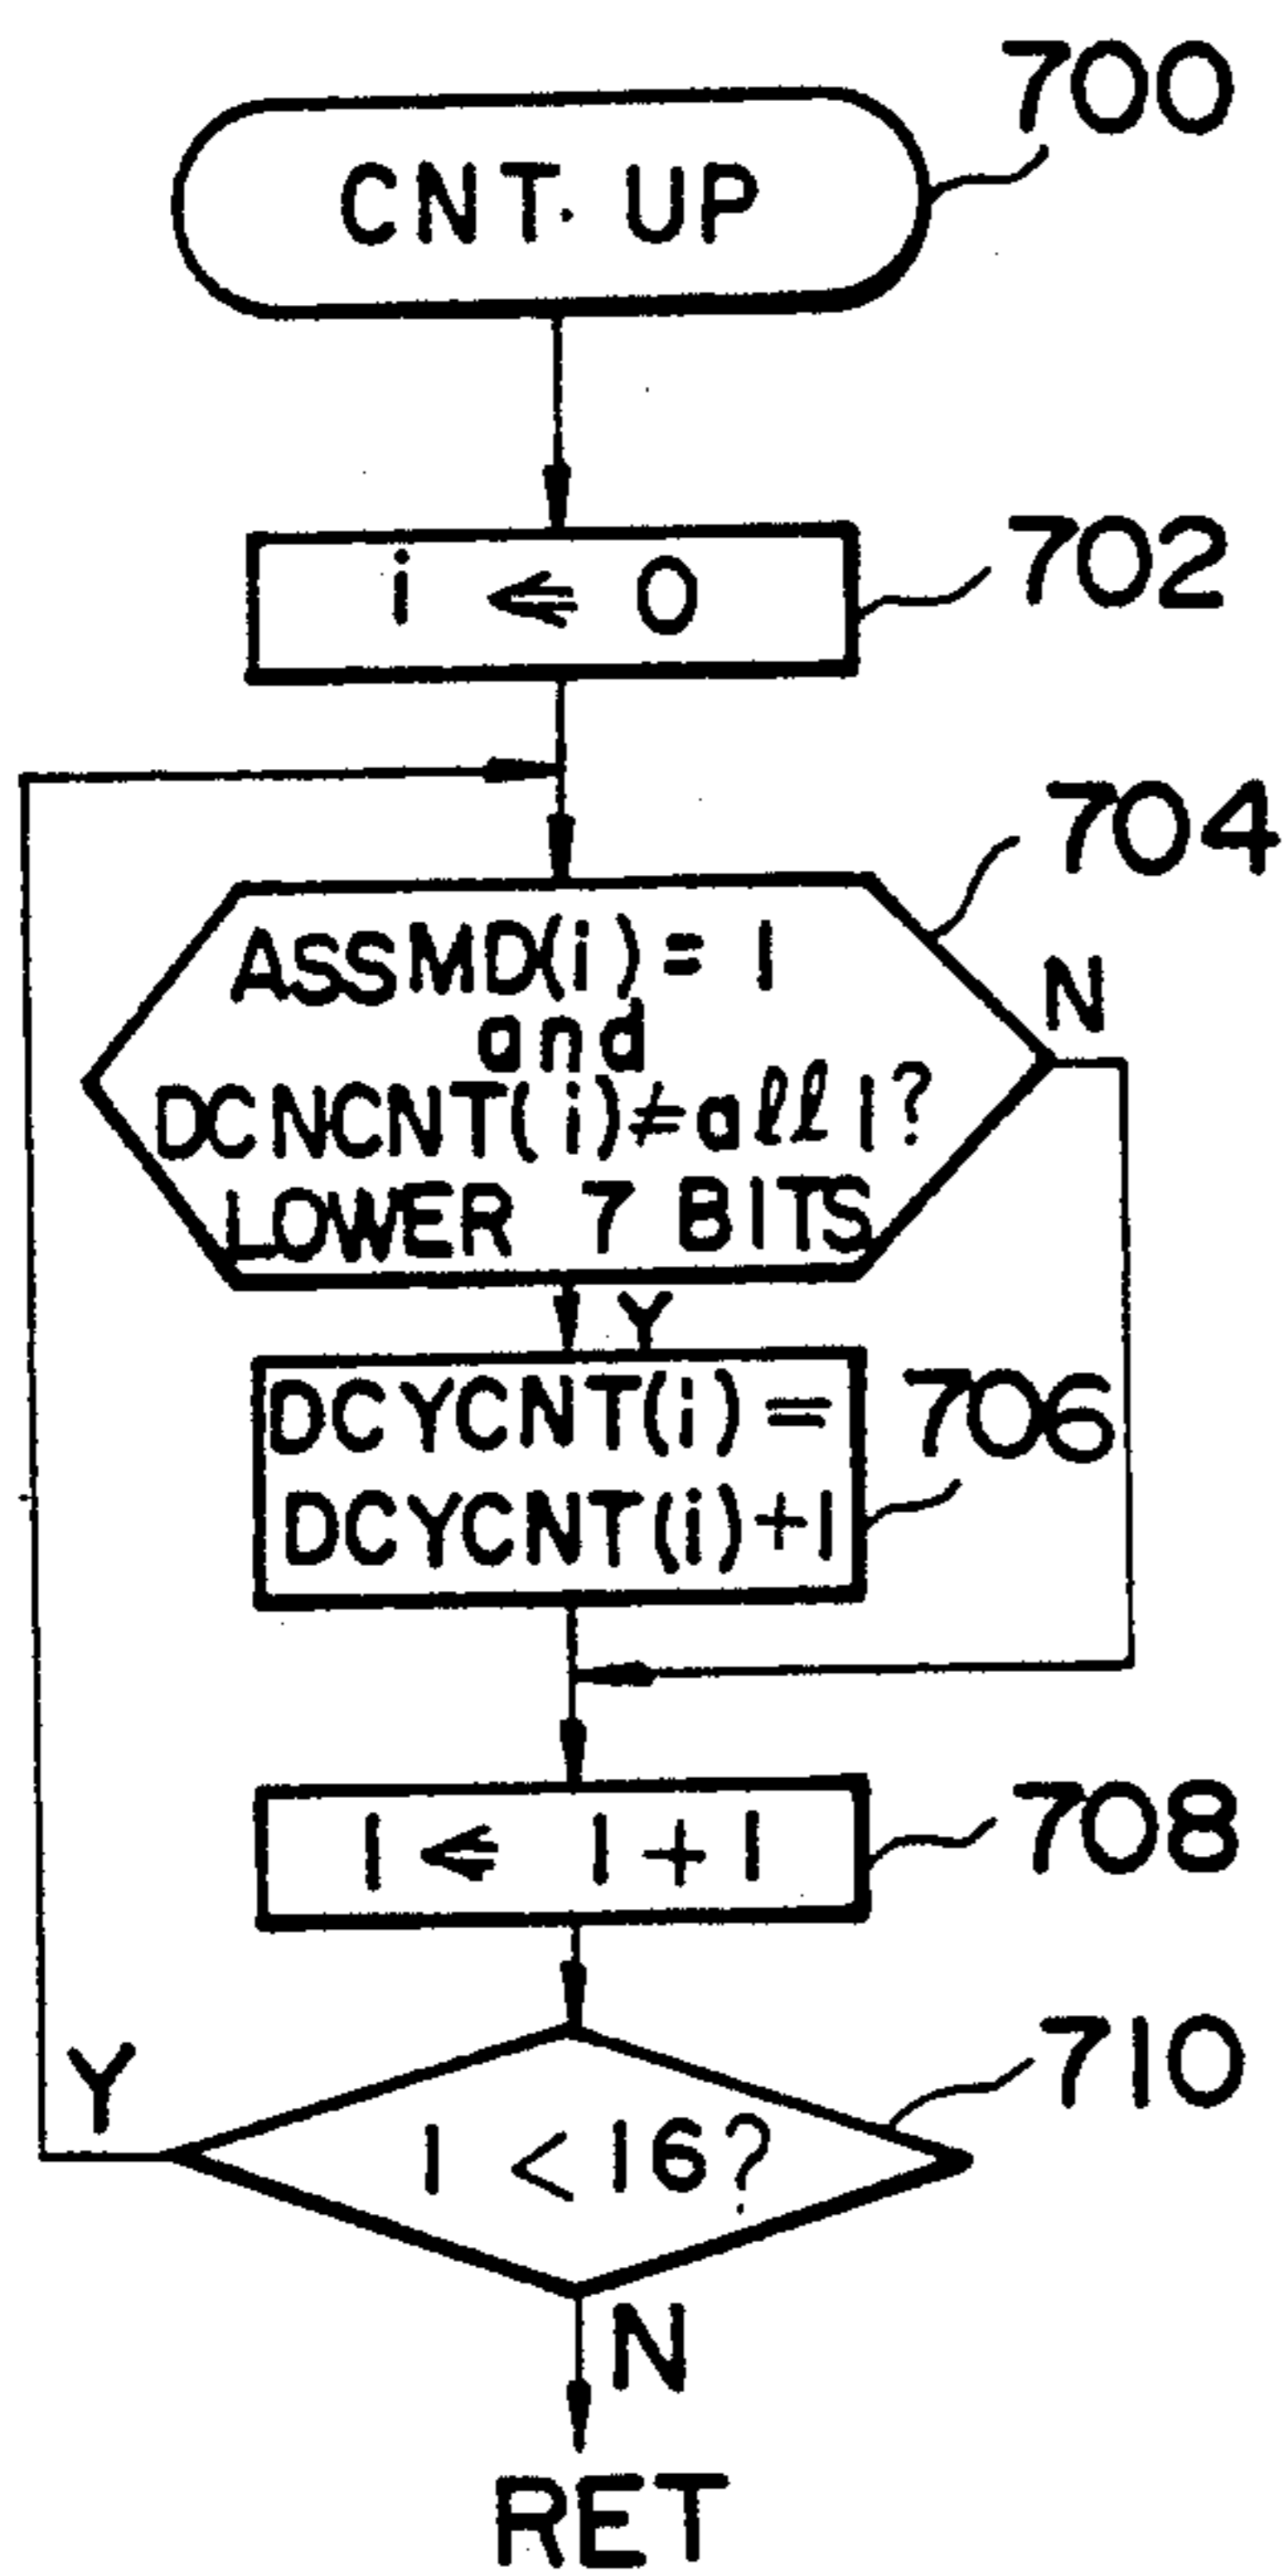 700
CNT. UP
702
i ⇐ 0
704
ASSMD(i) = 1
and
DCNCNT(i) ≠ all 1?
LOWER 7 BITS
N
Y
706
DCYCNT(i) =
DCYCNT(i) + 1
708
I ⇐ I + 1
710
I < 16?
Y
N
RET